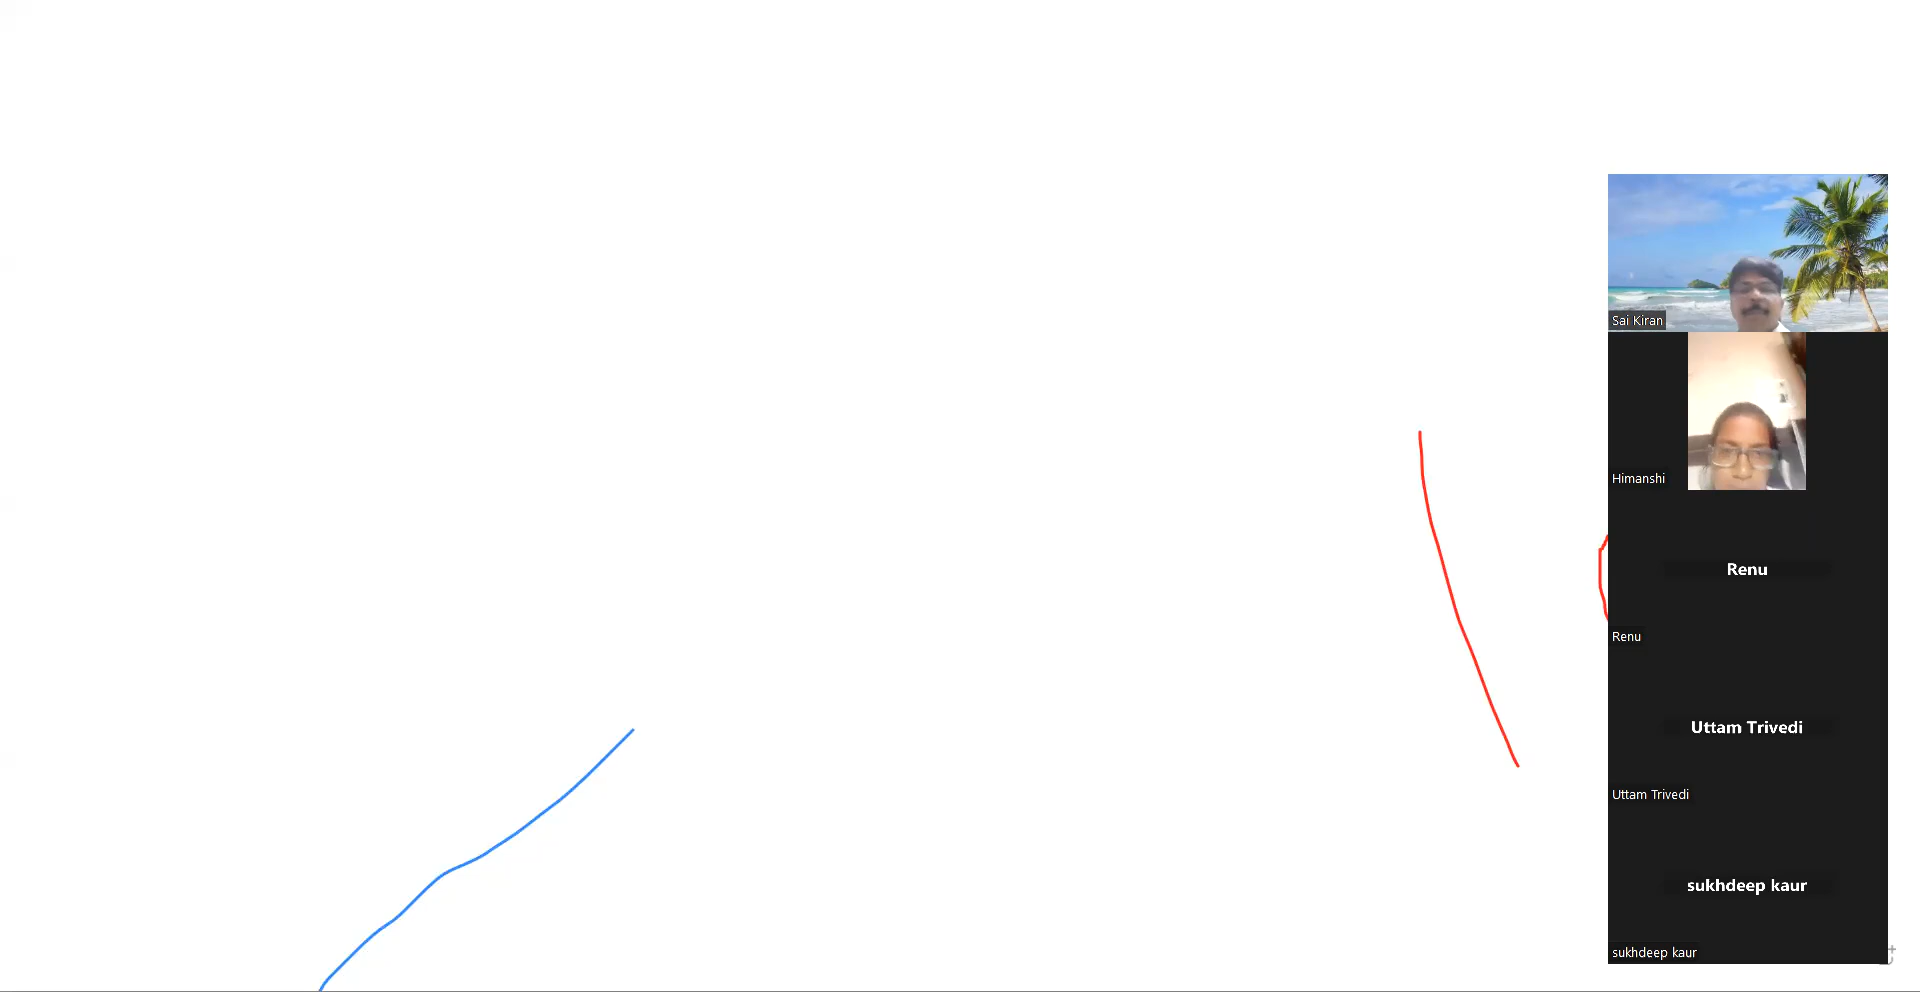 Sai Kiran
Himanshi
Renu
Renu
Uttam Trivedi
Uttam Trivedi
sukhdeep kaur
sukhdeep kaur